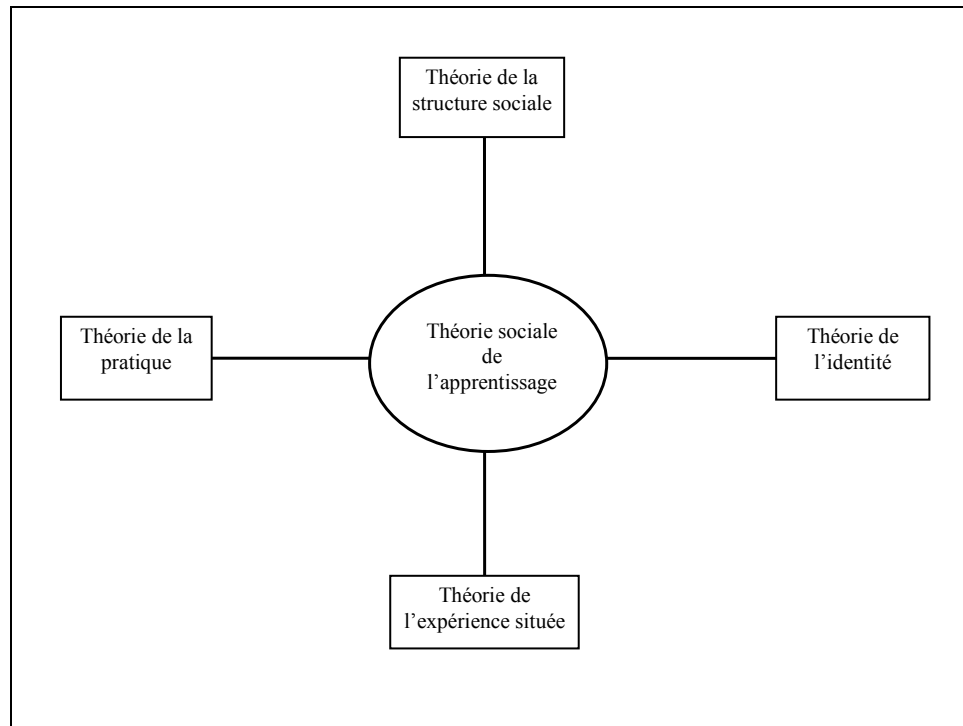 Théorie de la
structure sociale
Théorie de la
pratique
Théorie sociale
de
l’apprentissage
Théorie de
l’identité
Théorie de
l’expérience située